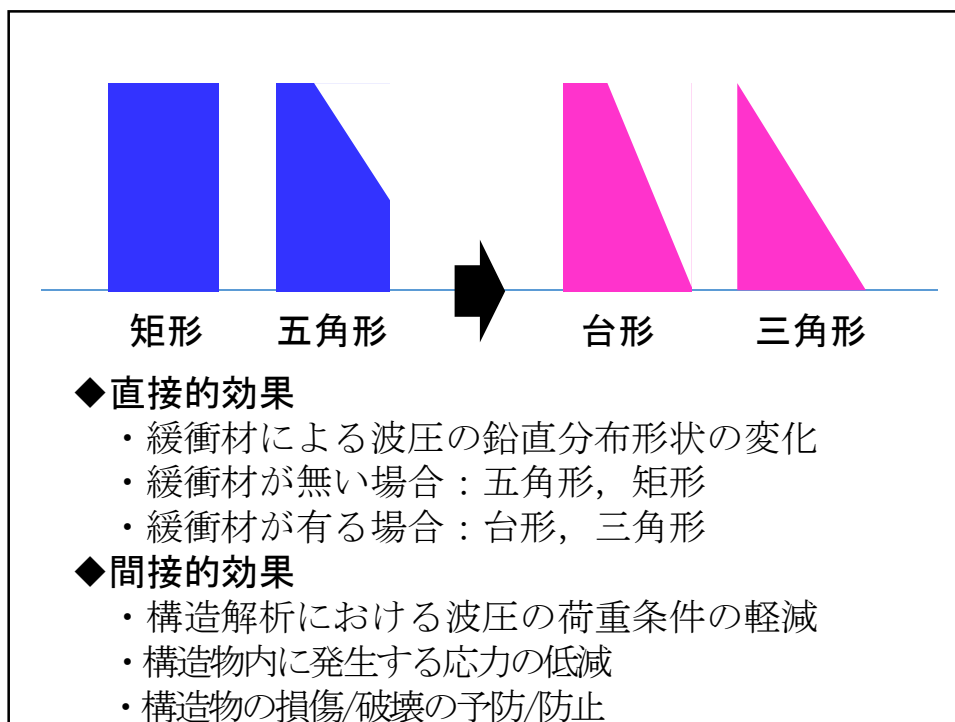 矩形 五角形 台形 三角形
◆直接的効果
・緩衝材による波圧の鉛直分布形状の変化
・緩衝材が無い場合：五角形，矩形
・緩衝材が有る場合：台形，三角形
◆間接的効果
・構造解析における波圧の荷重条件の軽減
・構造物内に発生する応力の低減
・構造物の損傷/破壊の予防/防止